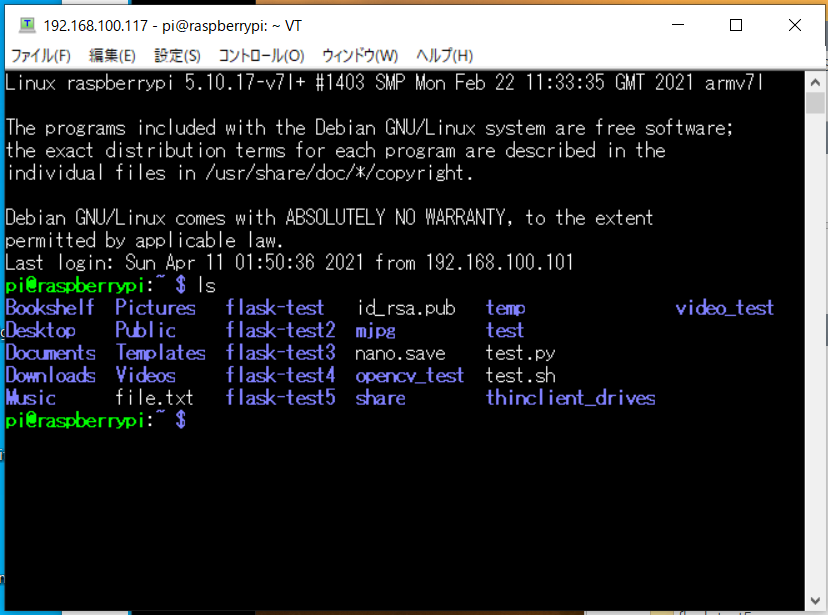 192.168.100.117 - pi@raspberrypi: ~ VT
ファイル(F) 編集(E) 設定(S) コントロール(O) ウィンドウ(W) ヘルプ(H)
Linux raspberrypi 5.10.17-v7l+ #1403 SMP Mon Feb 22 11:33:35 GMT 2021 armv7l
The programs included with the Debian GNU/Linux system are free software;
the exact distribution terms for each program are described in the
individual files in /usr/share/doc/*/copyright.
Debian GNU/Linux comes with ABSOLUTELY NO WARRANTY, to the extent
permitted by applicable law.
Last login: Sun Apr 11 01:50:36 2021 from 192.168.100.101
pi@raspberrypi:~ $ ls
Bookshelf Pictures flask-test id_rsa.pub temp video_test
Desktop Public flask-test2 mjpg test
Documents Templates flask-test3 nano.save test.py
Downloads Videos flask-test4 opencv_test test.sh
Music file.txt flask-test5 share thinclient_drives
pi@raspberrypi:~ $